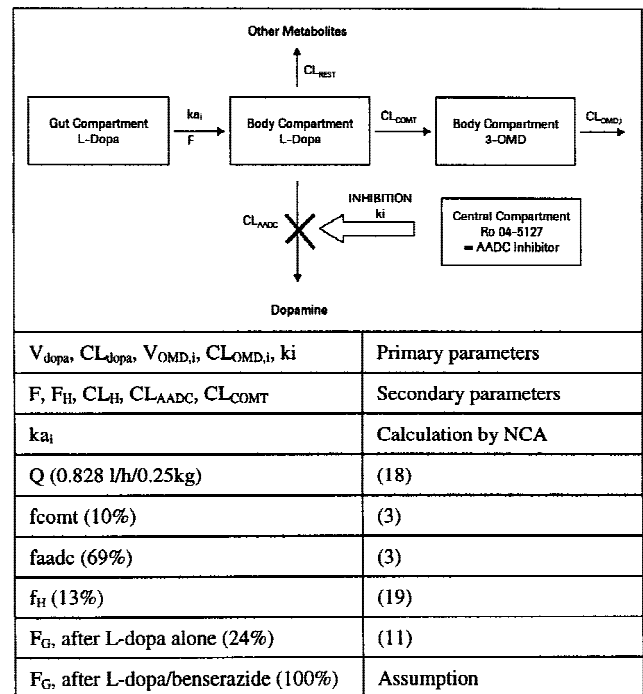 Other Metabolites
CL_REST
Gut Compartment
L-Dopa
ka_i
F
Body Compartment
L-Dopa
CL_COMT
Body Compartment
3-OMD
CL_OMD,i
CL_AADC
INHIBITION
ki
Central Compartment
Ro 04-5127
= AADC Inhibitor
Dopamine
V_dopa, CL_dopa, V_OMD,i, CL_OMD,i, ki Primary parameters
F, F_H, CL_H, CL_AADC, CL_COMT Secondary parameters
ka_i Calculation by NCA
Q (0.828 l/h/0.25kg) (18)
fcomt (10%) (3)
faadc (69%) (3)
f_H (13%) (19)
F_G, after L-dopa alone (24%) (11)
F_G, after L-dopa/benserazide (100%) Assumption